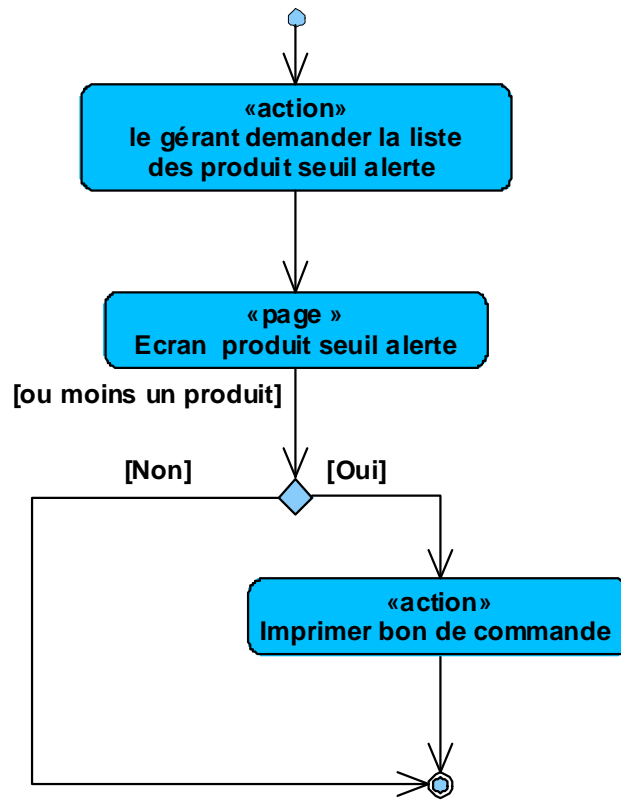 «action»
le gérant demander la liste
des produit seuil alerte
«page »
Ecran produit seuil alerte
[ou moins un produit]
[Non]
[Oui]
«action»
Imprimer bon de commande